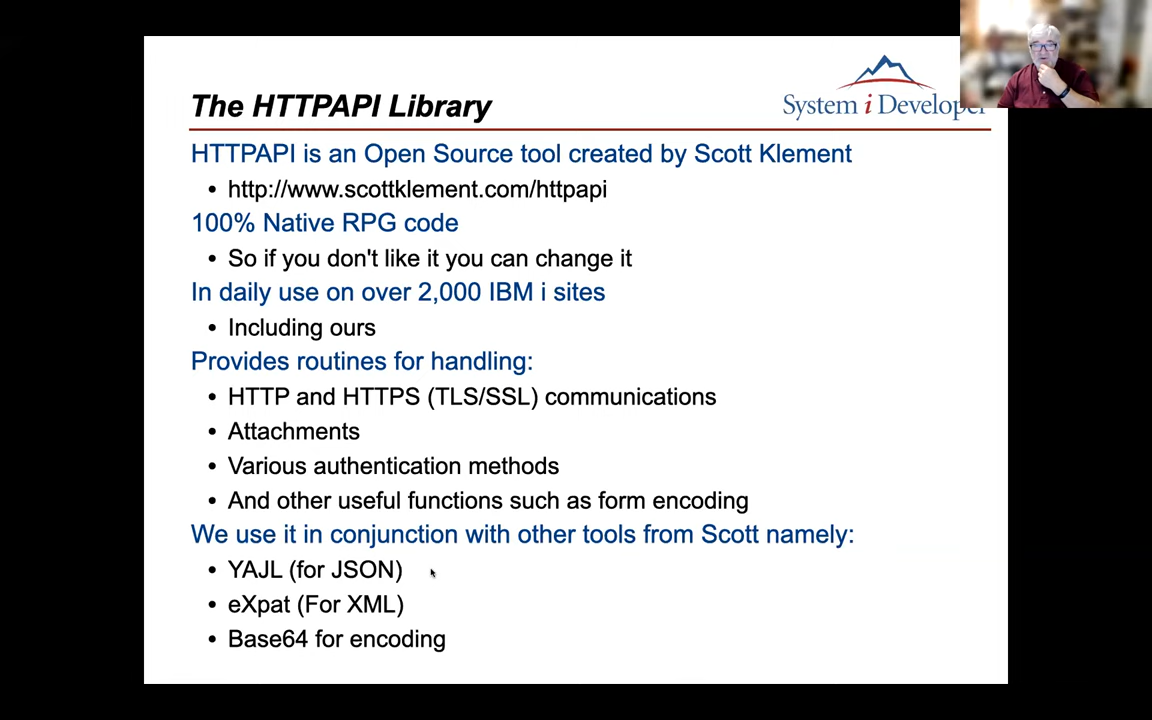 The HTTPAPI Library
System i Developer
HTTPAPI is an Open Source tool created by Scott Klement
• http://www.scottklement.com/httpapi
100% Native RPG code
• So if you don't like it you can change it
In daily use on over 2,000 IBM i sites
• Including ours
Provides routines for handling:
• HTTP and HTTPS (TLS/SSL) communications
• Attachments
• Various authentication methods
• And other useful functions such as form encoding
We use it in conjunction with other tools from Scott namely:
• YAJL (for JSON)
• eXpat (For XML)
• Base64 for encoding